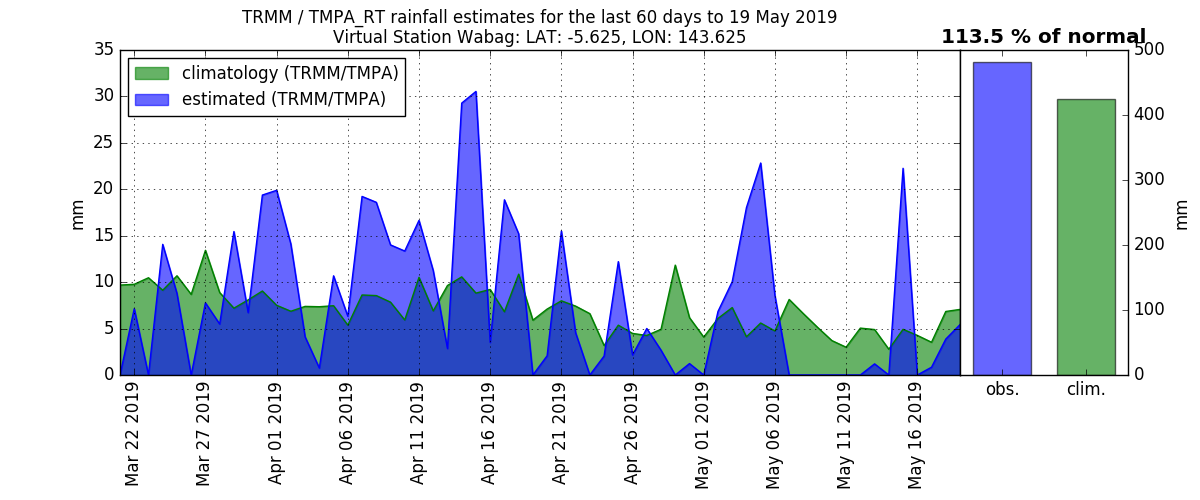 TRMM / TMPA_RT rainfall estimates for the last 60 days to 19 May 2019
Virtual Station Wabag: LAT: -5.625, LON: 143.625
113.5 % of normal
climatology (TRMM/TMPA)
estimated (TRMM/TMPA)
35
30
25
20
15
10
5
0
mm
Mar 22 2019
Mar 27 2019
Apr 01 2019
Apr 06 2019
Apr 11 2019
Apr 16 2019
Apr 21 2019
Apr 26 2019
May 01 2019
May 06 2019
May 11 2019
May 16 2019
500
400
300
200
100
0
mm
obs.
clim.